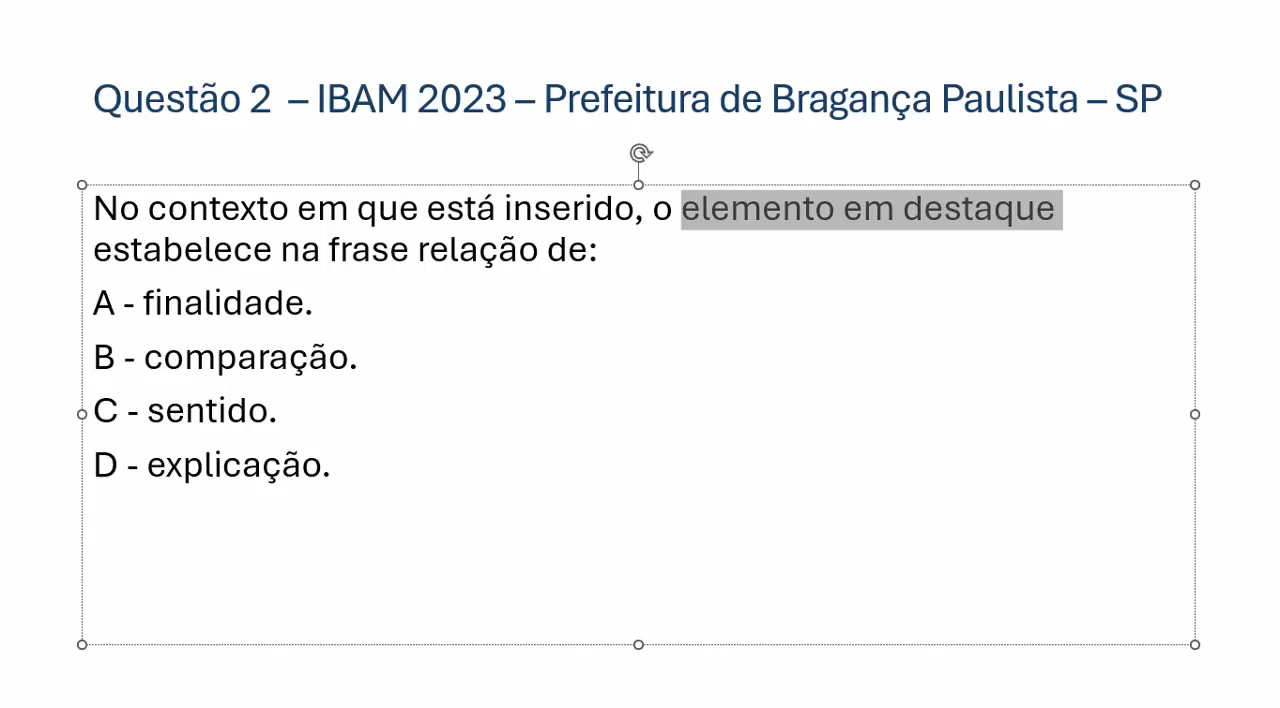 Questão 2 – IBAM 2023 – Prefeitura de Bragança Paulista – SP
No contexto em que está inserido, o elemento em destaque
estabelece na frase relação de:
A - finalidade.
B - comparação.
C - sentido.
D - explicação.